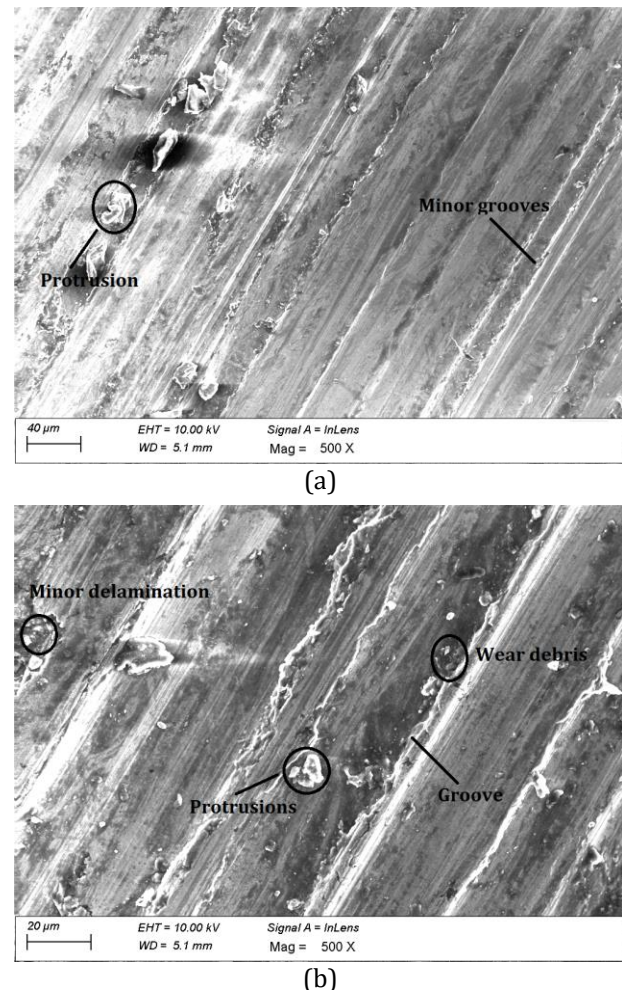 Minor grooves
Protrusion
40 µm
EHT = 10.00 kV
Signal A = InLens
WD = 5.1 mm
Mag = 500 X
(a)
Minor delamination
Wear debris
Protrusions
Groove
20 µm
EHT = 10.00 kV
Signal A = InLens
WD = 5.1 mm
Mag = 500 X
(b)